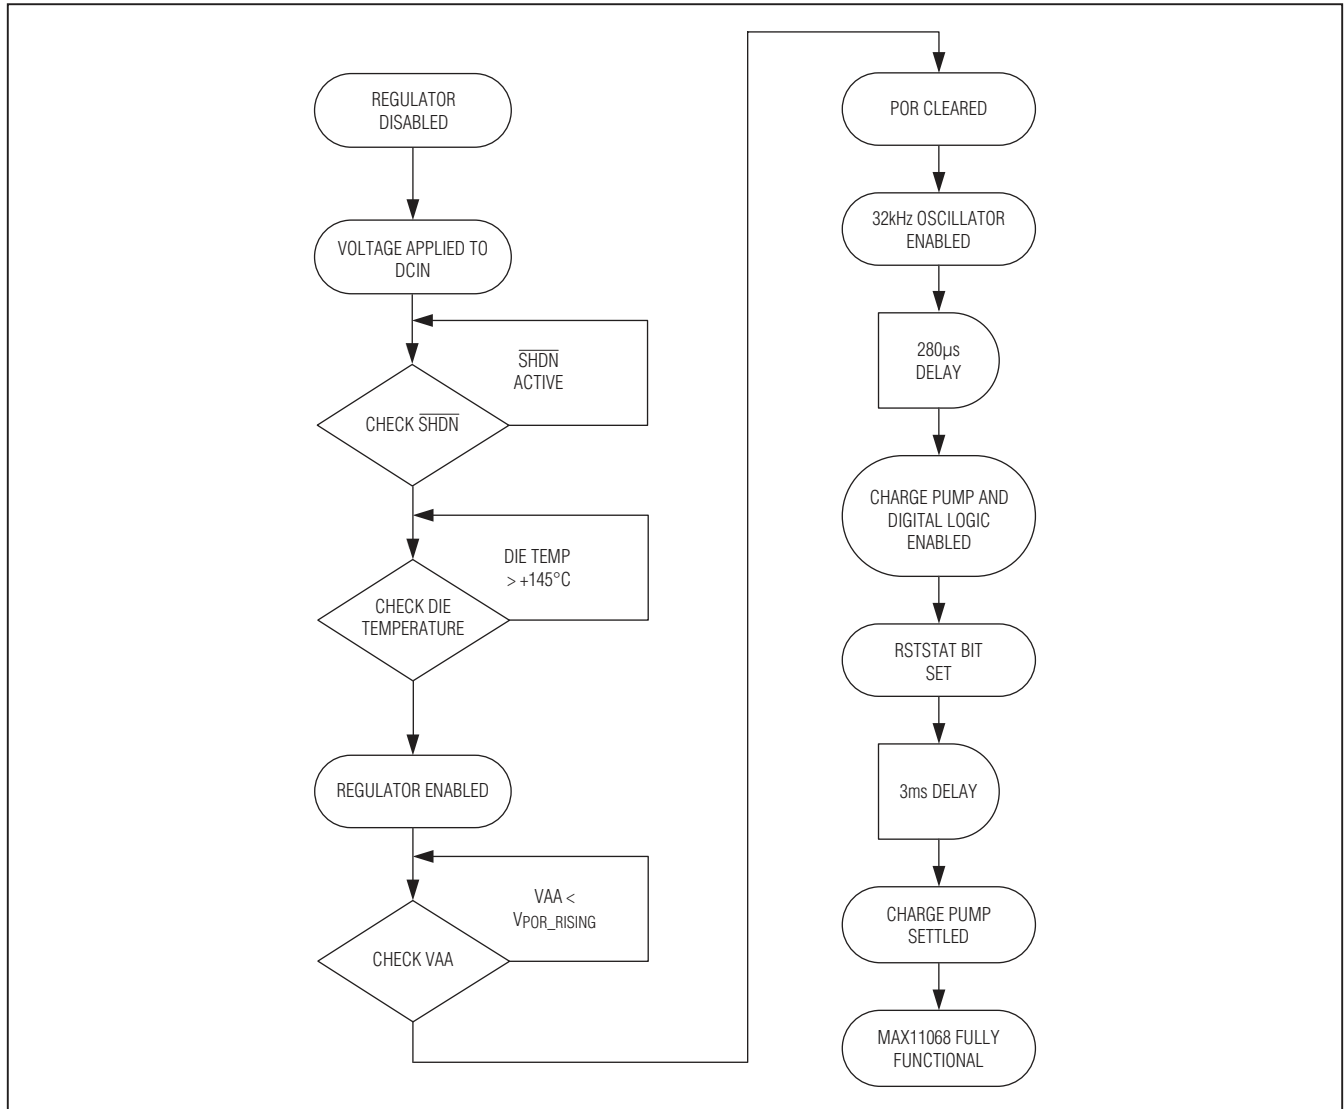 REGULATOR
DISABLED
VOLTAGE APPLIED TO
DCIN
SHDN
ACTIVE
CHECK SHDN
DIE TEMP
> +145°C
CHECK DIE
TEMPERATURE
REGULATOR ENABLED
VAA <
VPOR_RISING
CHECK VAA
POR CLEARED
32kHz OSCILLATOR
ENABLED
280µs
DELAY
CHARGE PUMP AND
DIGITAL LOGIC
ENABLED
RSTSTAT BIT
SET
3ms DELAY
CHARGE PUMP
SETTLED
MAX11068 FULLY
FUNCTIONAL